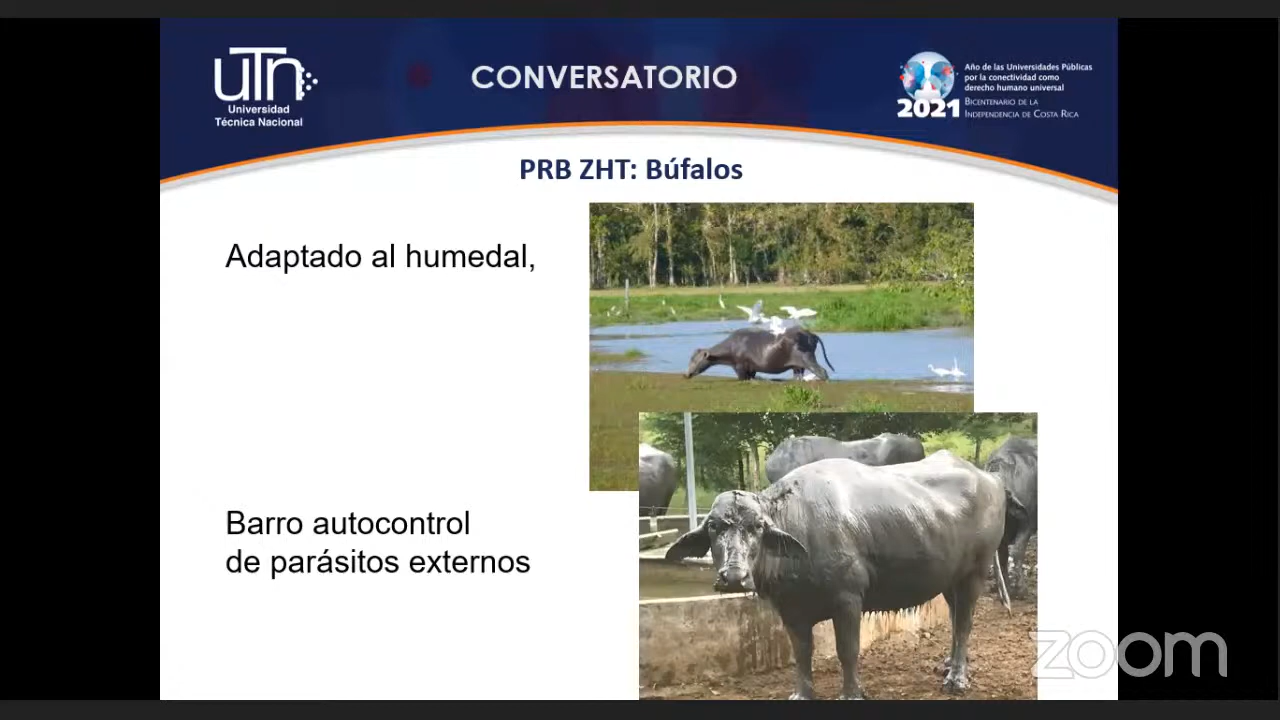 UTn
Universidad
Técnica Nacional
CONVERSATORIO
2021
Año de las Universidades Públicas
por la conectividad como
derecho humano universal
Bicentenario de la
Independencia de Costa Rica
PRB ZHT: Búfalos
Adaptado al humedal,
Barro autocontrol
de parásitos externos
zoom